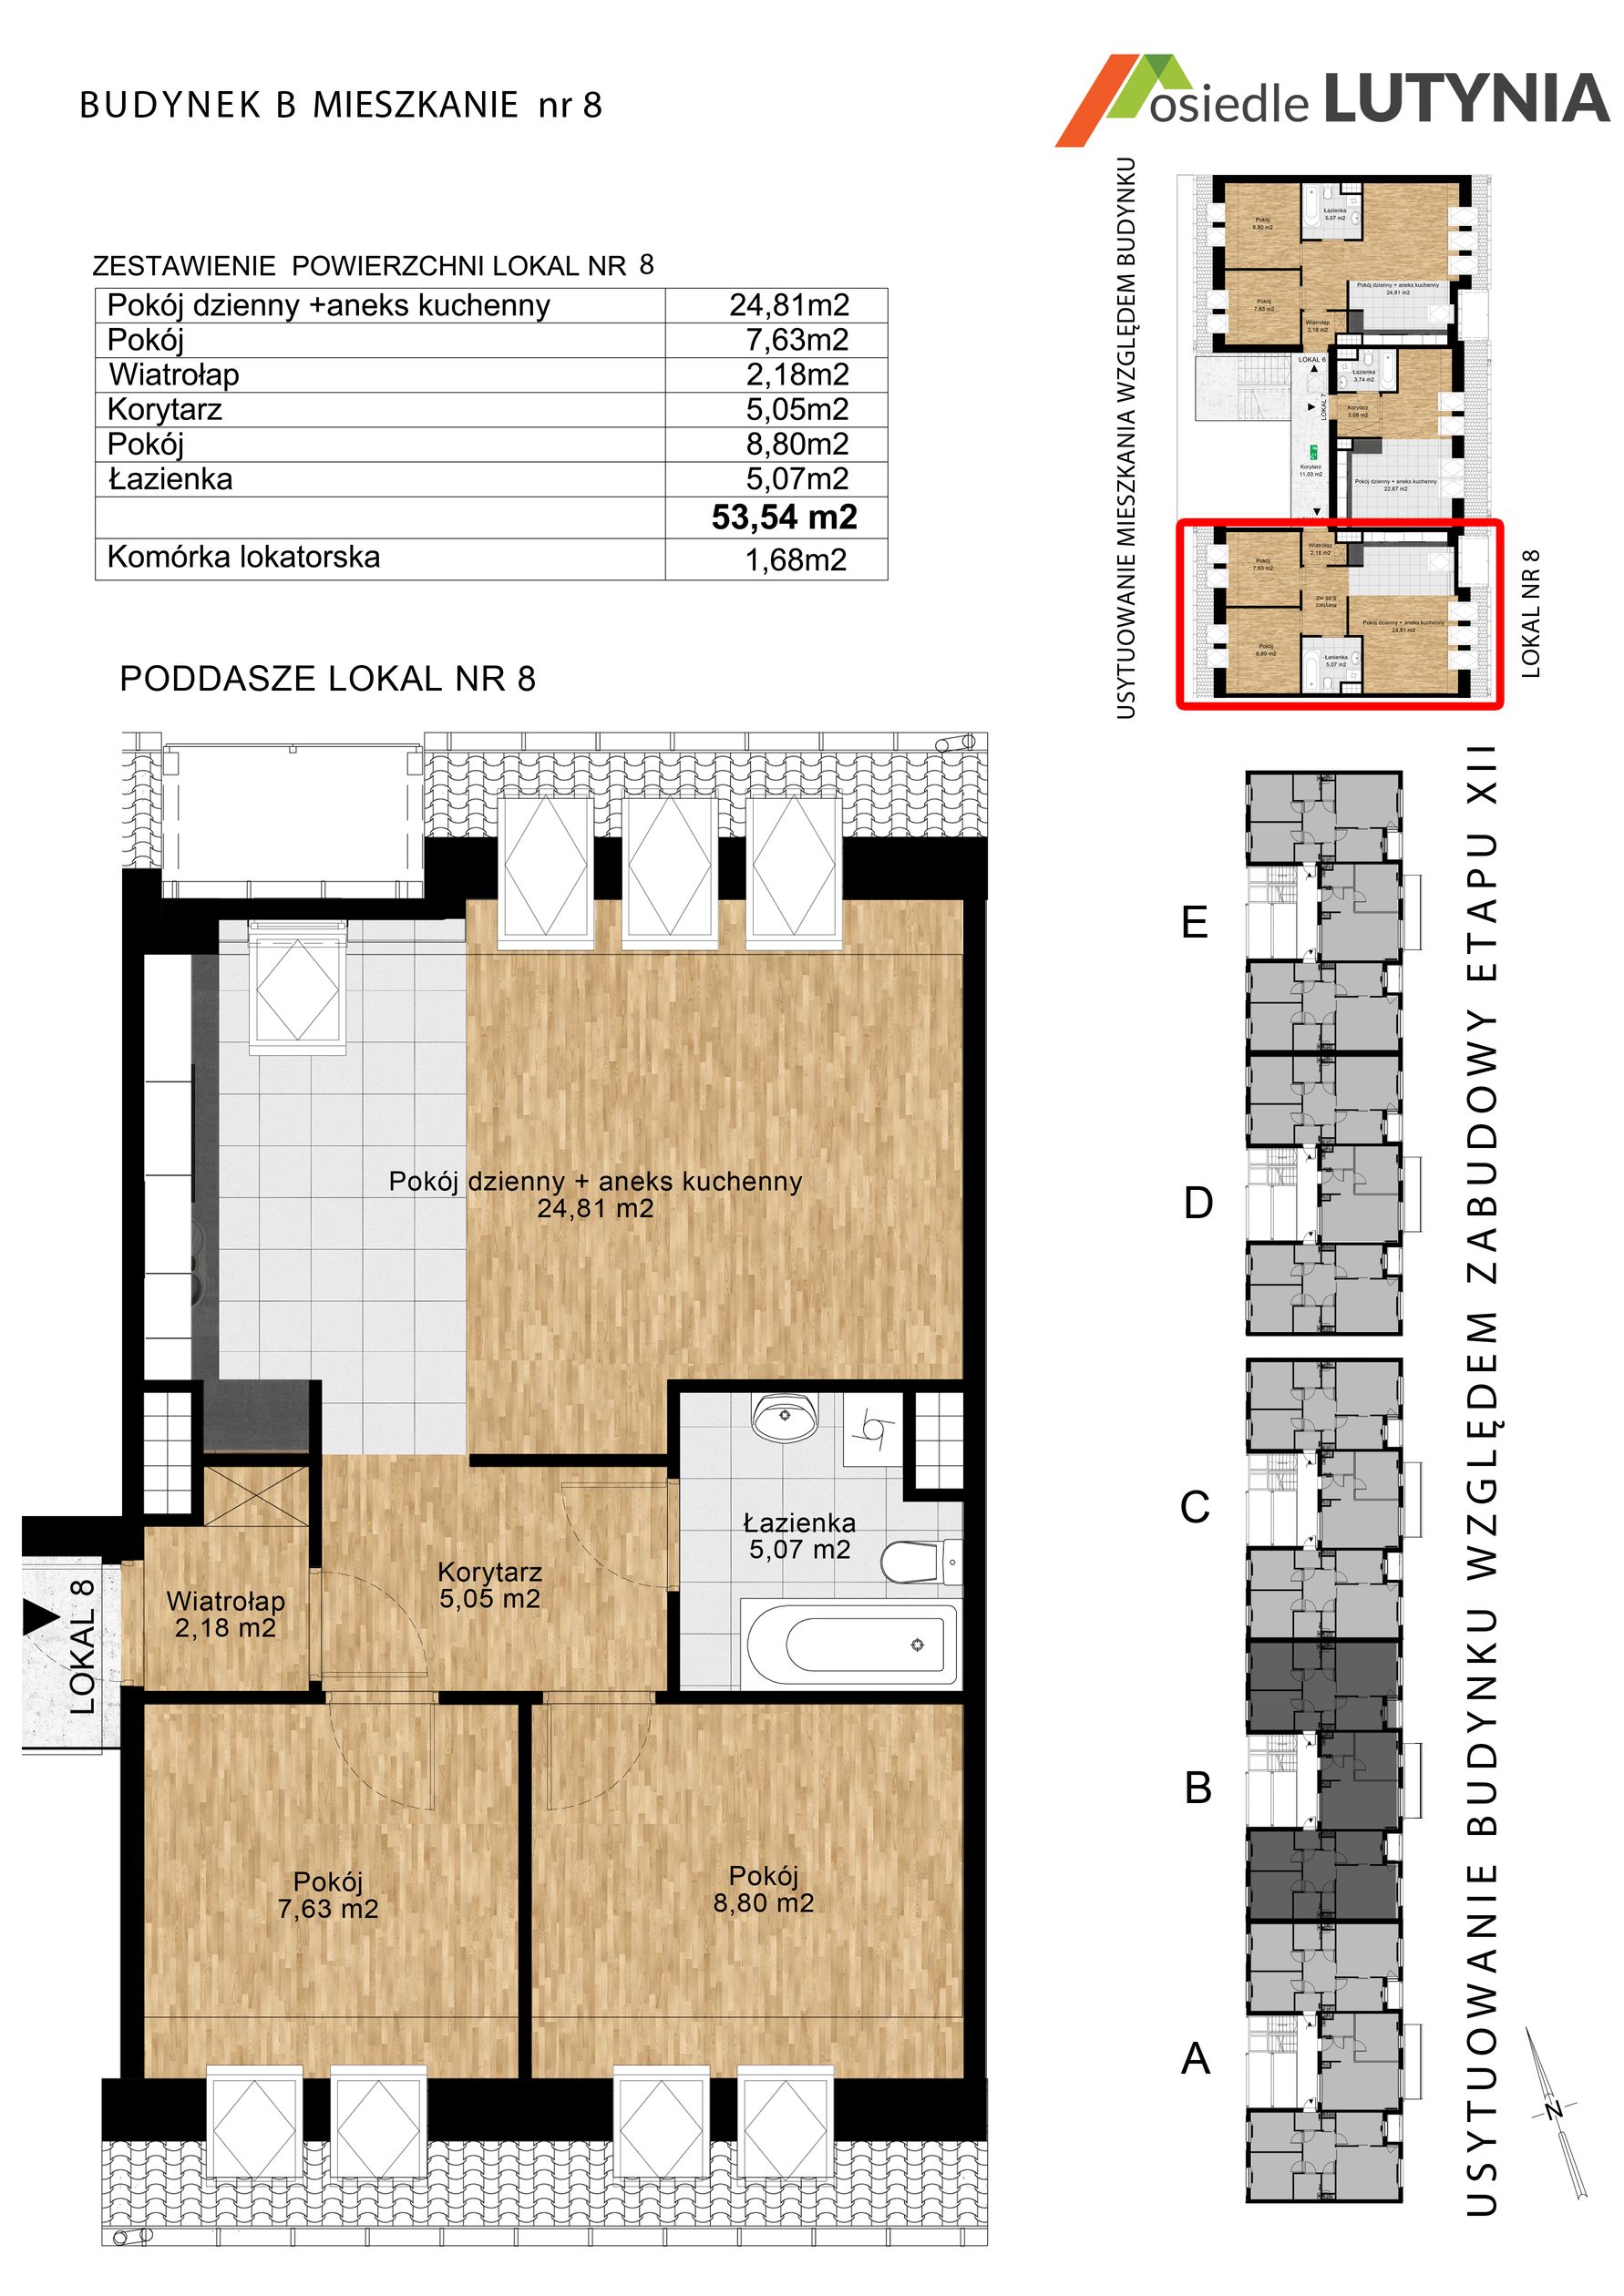 BUDYNEK B MIESZKANIE nr 8
osiedle LUTYNIA
ZESTAWIENIE POWIERZCHNI LOKAL NR 8
Pokój dzienny +aneks kuchenny 24,81m2
Pokój 7,63m2
Wiatrołap 2,18m2
Korytarz 5,05m2
Pokój 8,80m2
Łazienka 5,07m2
53,54 m2
Komórka lokatorska 1,68m2
USYTUOWANIE MIESZKANIA WZGLĘDEM BUDYNKU
Pokój
8,80 m2
Łazienka
5,07 m2
Pokój
7,63 m2
Pokój dzienny + aneks kuchenny
24,81 m2
Wiatrołap
2,18 m2
LOKAL 6
LOKAL 7
Łazienka
3,74 m2
Korytarz
3,08 m2
Korytarz
11,03 m2
Pokój dzienny + aneks kuchenny
22,67 m2
Wiatrołap
2,18 m2
Pokój
7,63 m2
Korytarz
5,05 m2
Pokój dzienny + aneks kuchenny
24,81 m2
Pokój
8,80 m2
Łazienka
5,07 m2
LOKAL NR 8
PODDASZE LOKAL NR 8
Pokój dzienny + aneks kuchenny
24,81 m2
Łazienka
5,07 m2
Korytarz
5,05 m2
Wiatrołap
2,18 m2
LOKAL 8
Pokój
7,63 m2
Pokój
8,80 m2
E
D
C
B
A
USYTUOWANIE BUDYNKU WZGLĘDEM ZABUDOWY ETAPU XII
N